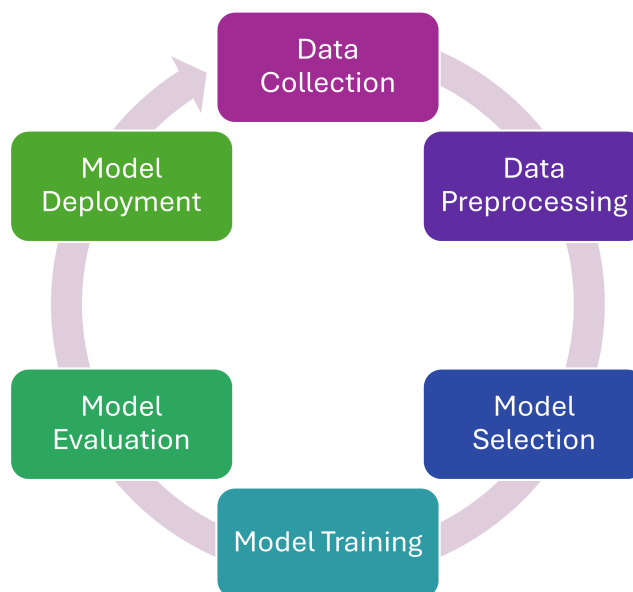 Data
Collection
Data
Preprocessing
Model
Selection
Model Training
Model
Evaluation
Model
Deployment